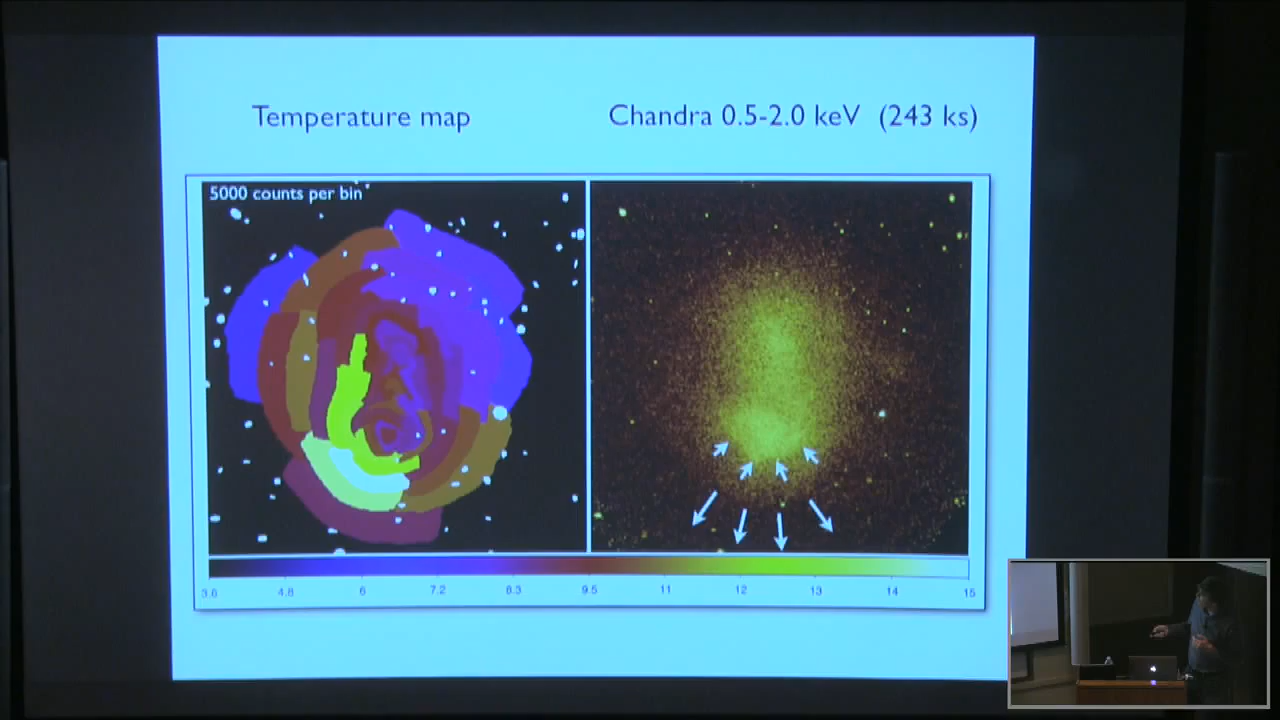 Temperature map
Chandra 0.5-2.0 keV (243 ks)
5000 counts per bin
3.6 4.8 6 7.2 8.3 9.5 11 12 13 14 15